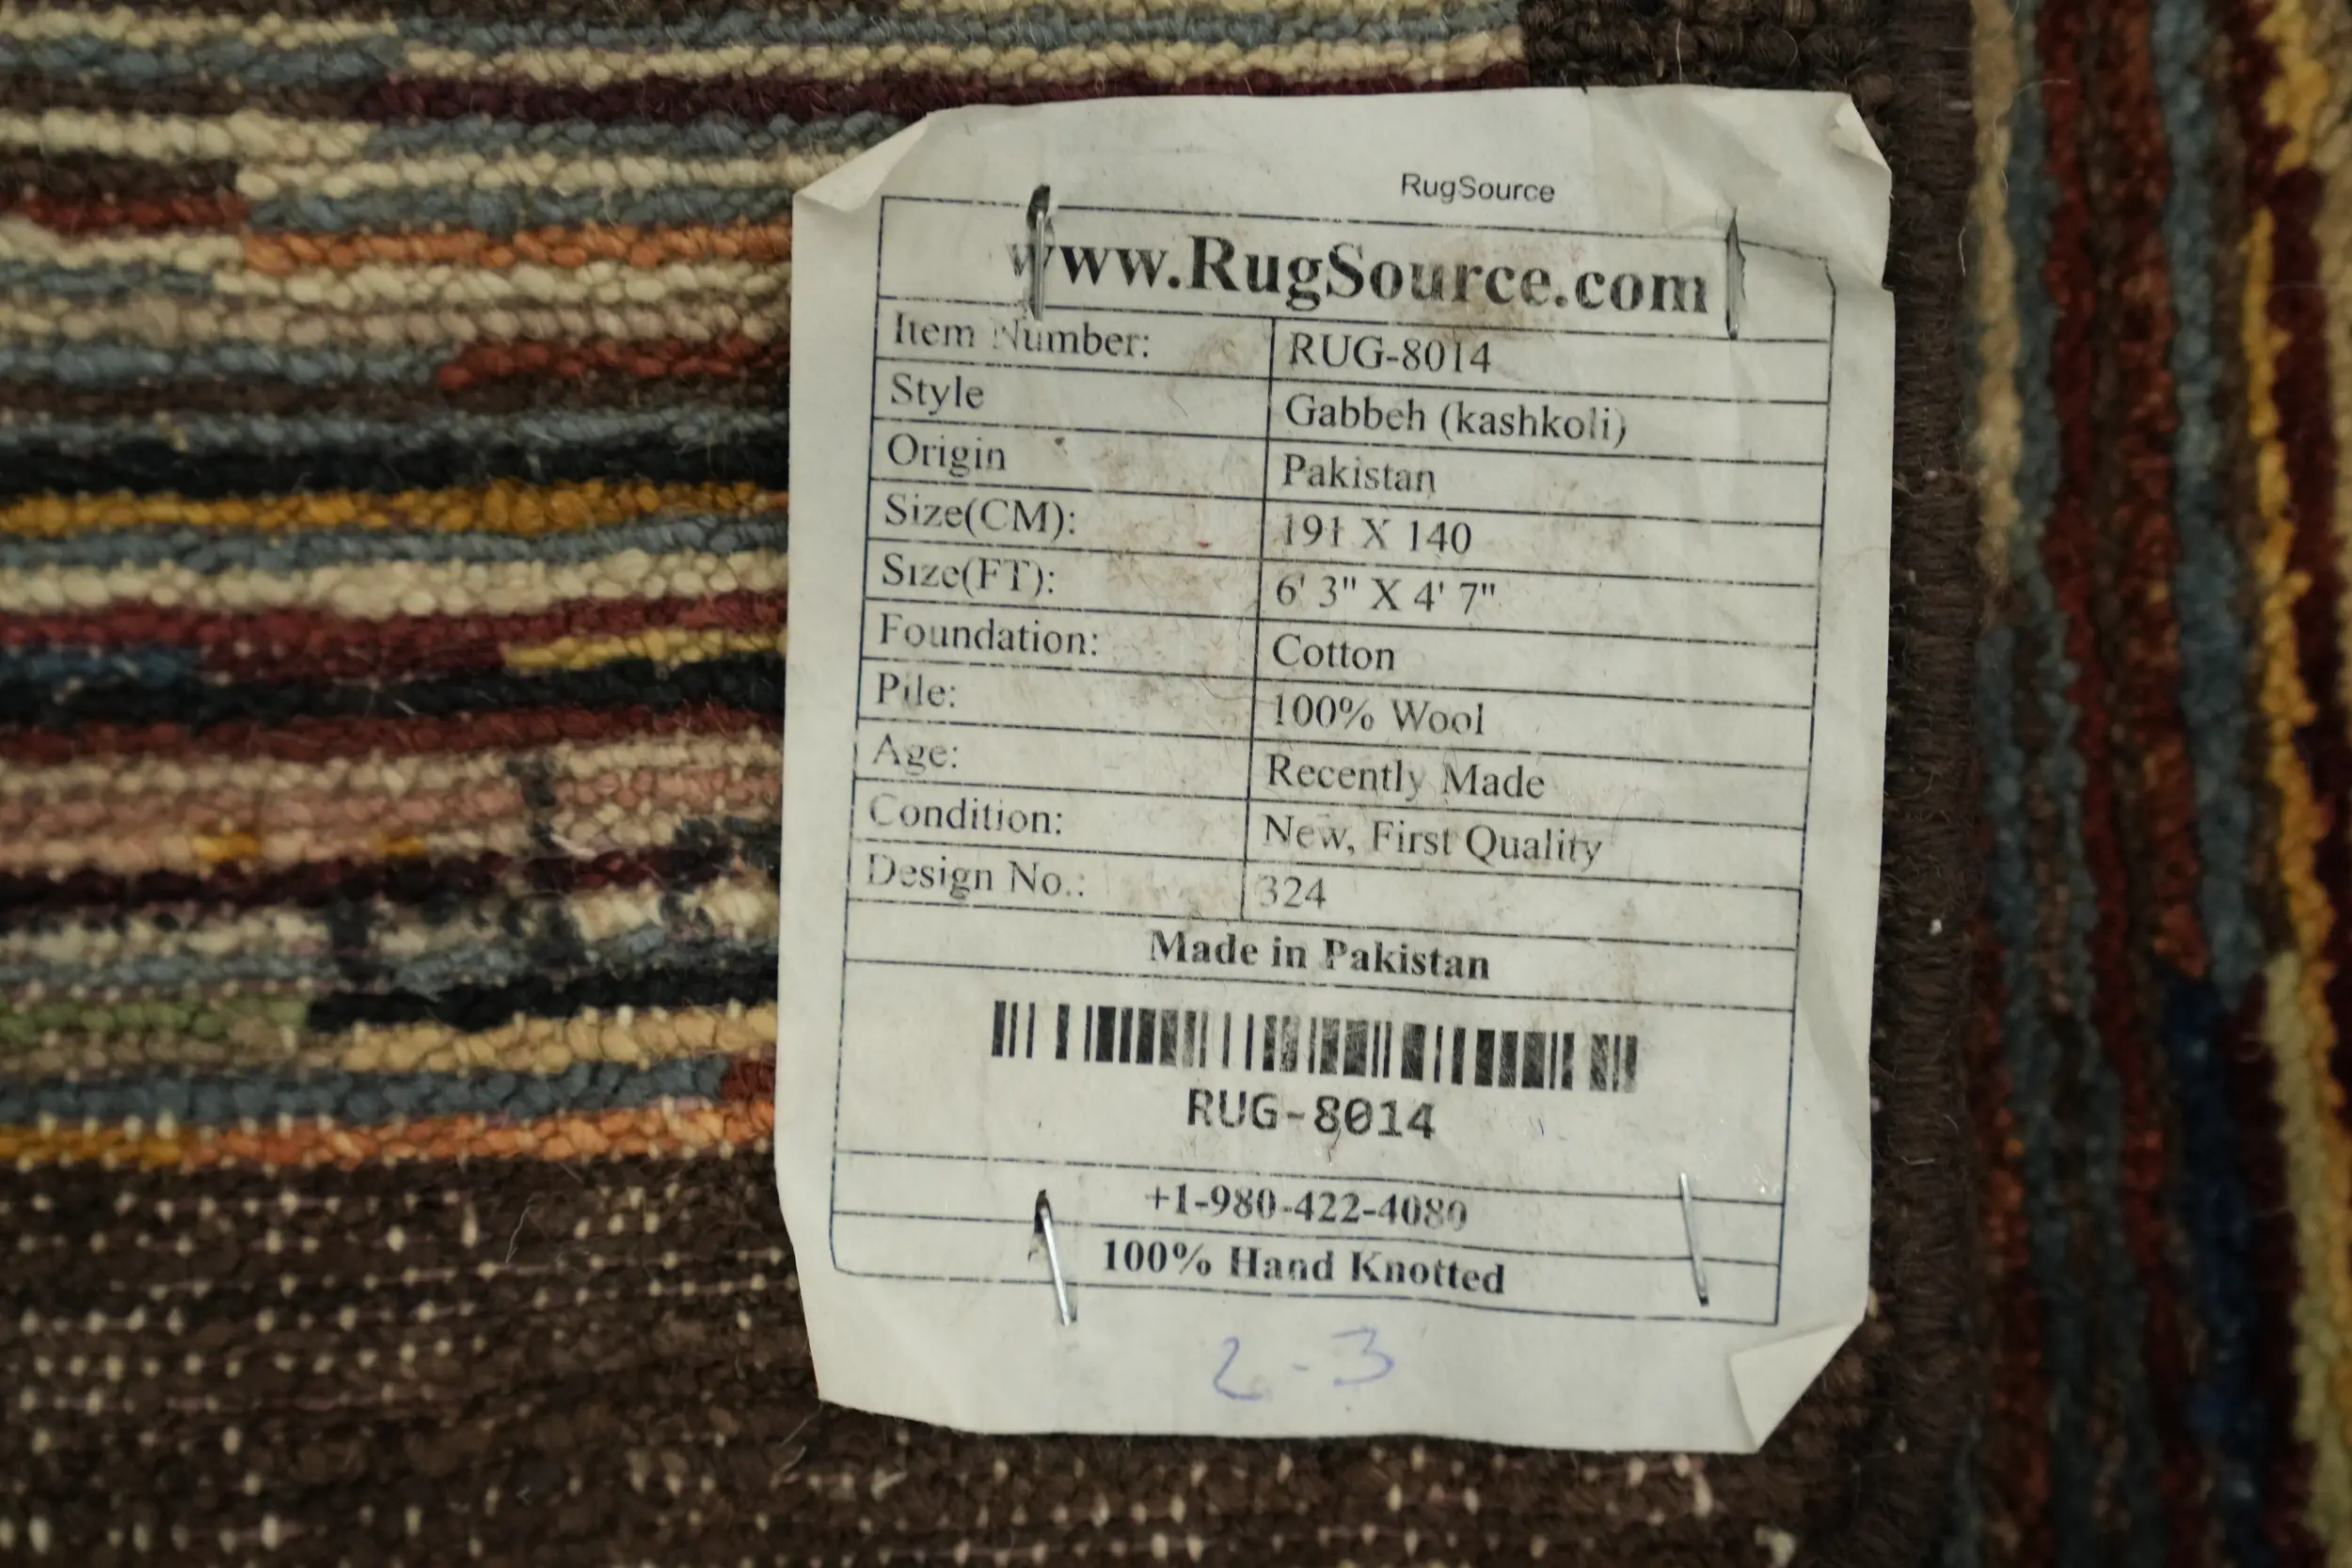 RugSource
www.RugSource.com
Item Number: RUG-8014
Style Gabbeh (kashkoli)
Origin Pakistan
Size(CM): 191 X 140
Size(FT): 6' 3" X 4' 7"
Foundation: Cotton
Pile: 100% Wool
Age: Recently Made
Condition: New, First Quality
Design No.: 324
Made in Pakistan
RUG-8014
+1-980-422-4080
100% Hand Knotted
2-3